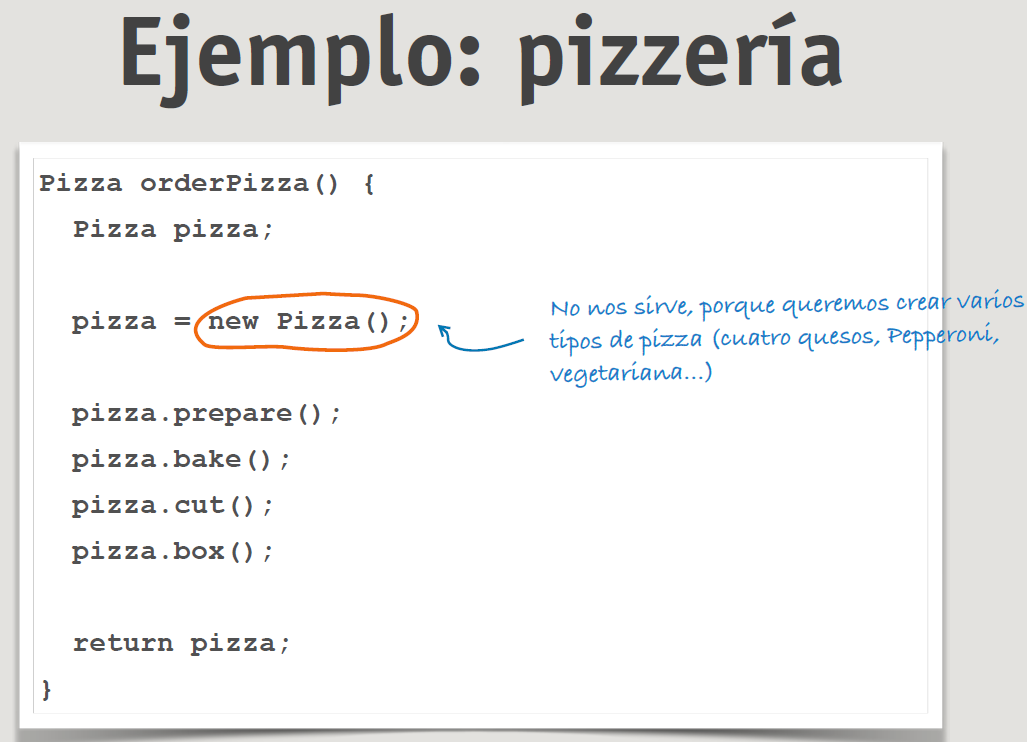 Ejemplo: pizzería
Pizza orderPizza() {
Pizza pizza;
pizza = new Pizza();
No nos sirve, porque queremos crear varios
tipos de pizza (cuatro quesos, Pepperoni,
vegetariana...)
pizza.prepare();
pizza.bake();
pizza.cut();
pizza.box();
return pizza;
}